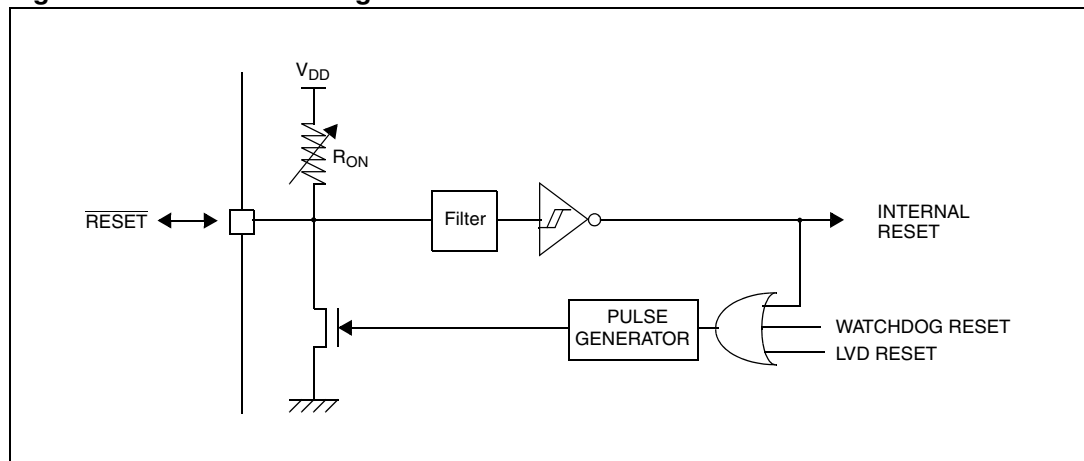 V_DD
R_ON
RESET
Filter
INTERNAL
RESET
PULSE
GENERATOR
WATCHDOG RESET
LVD RESET